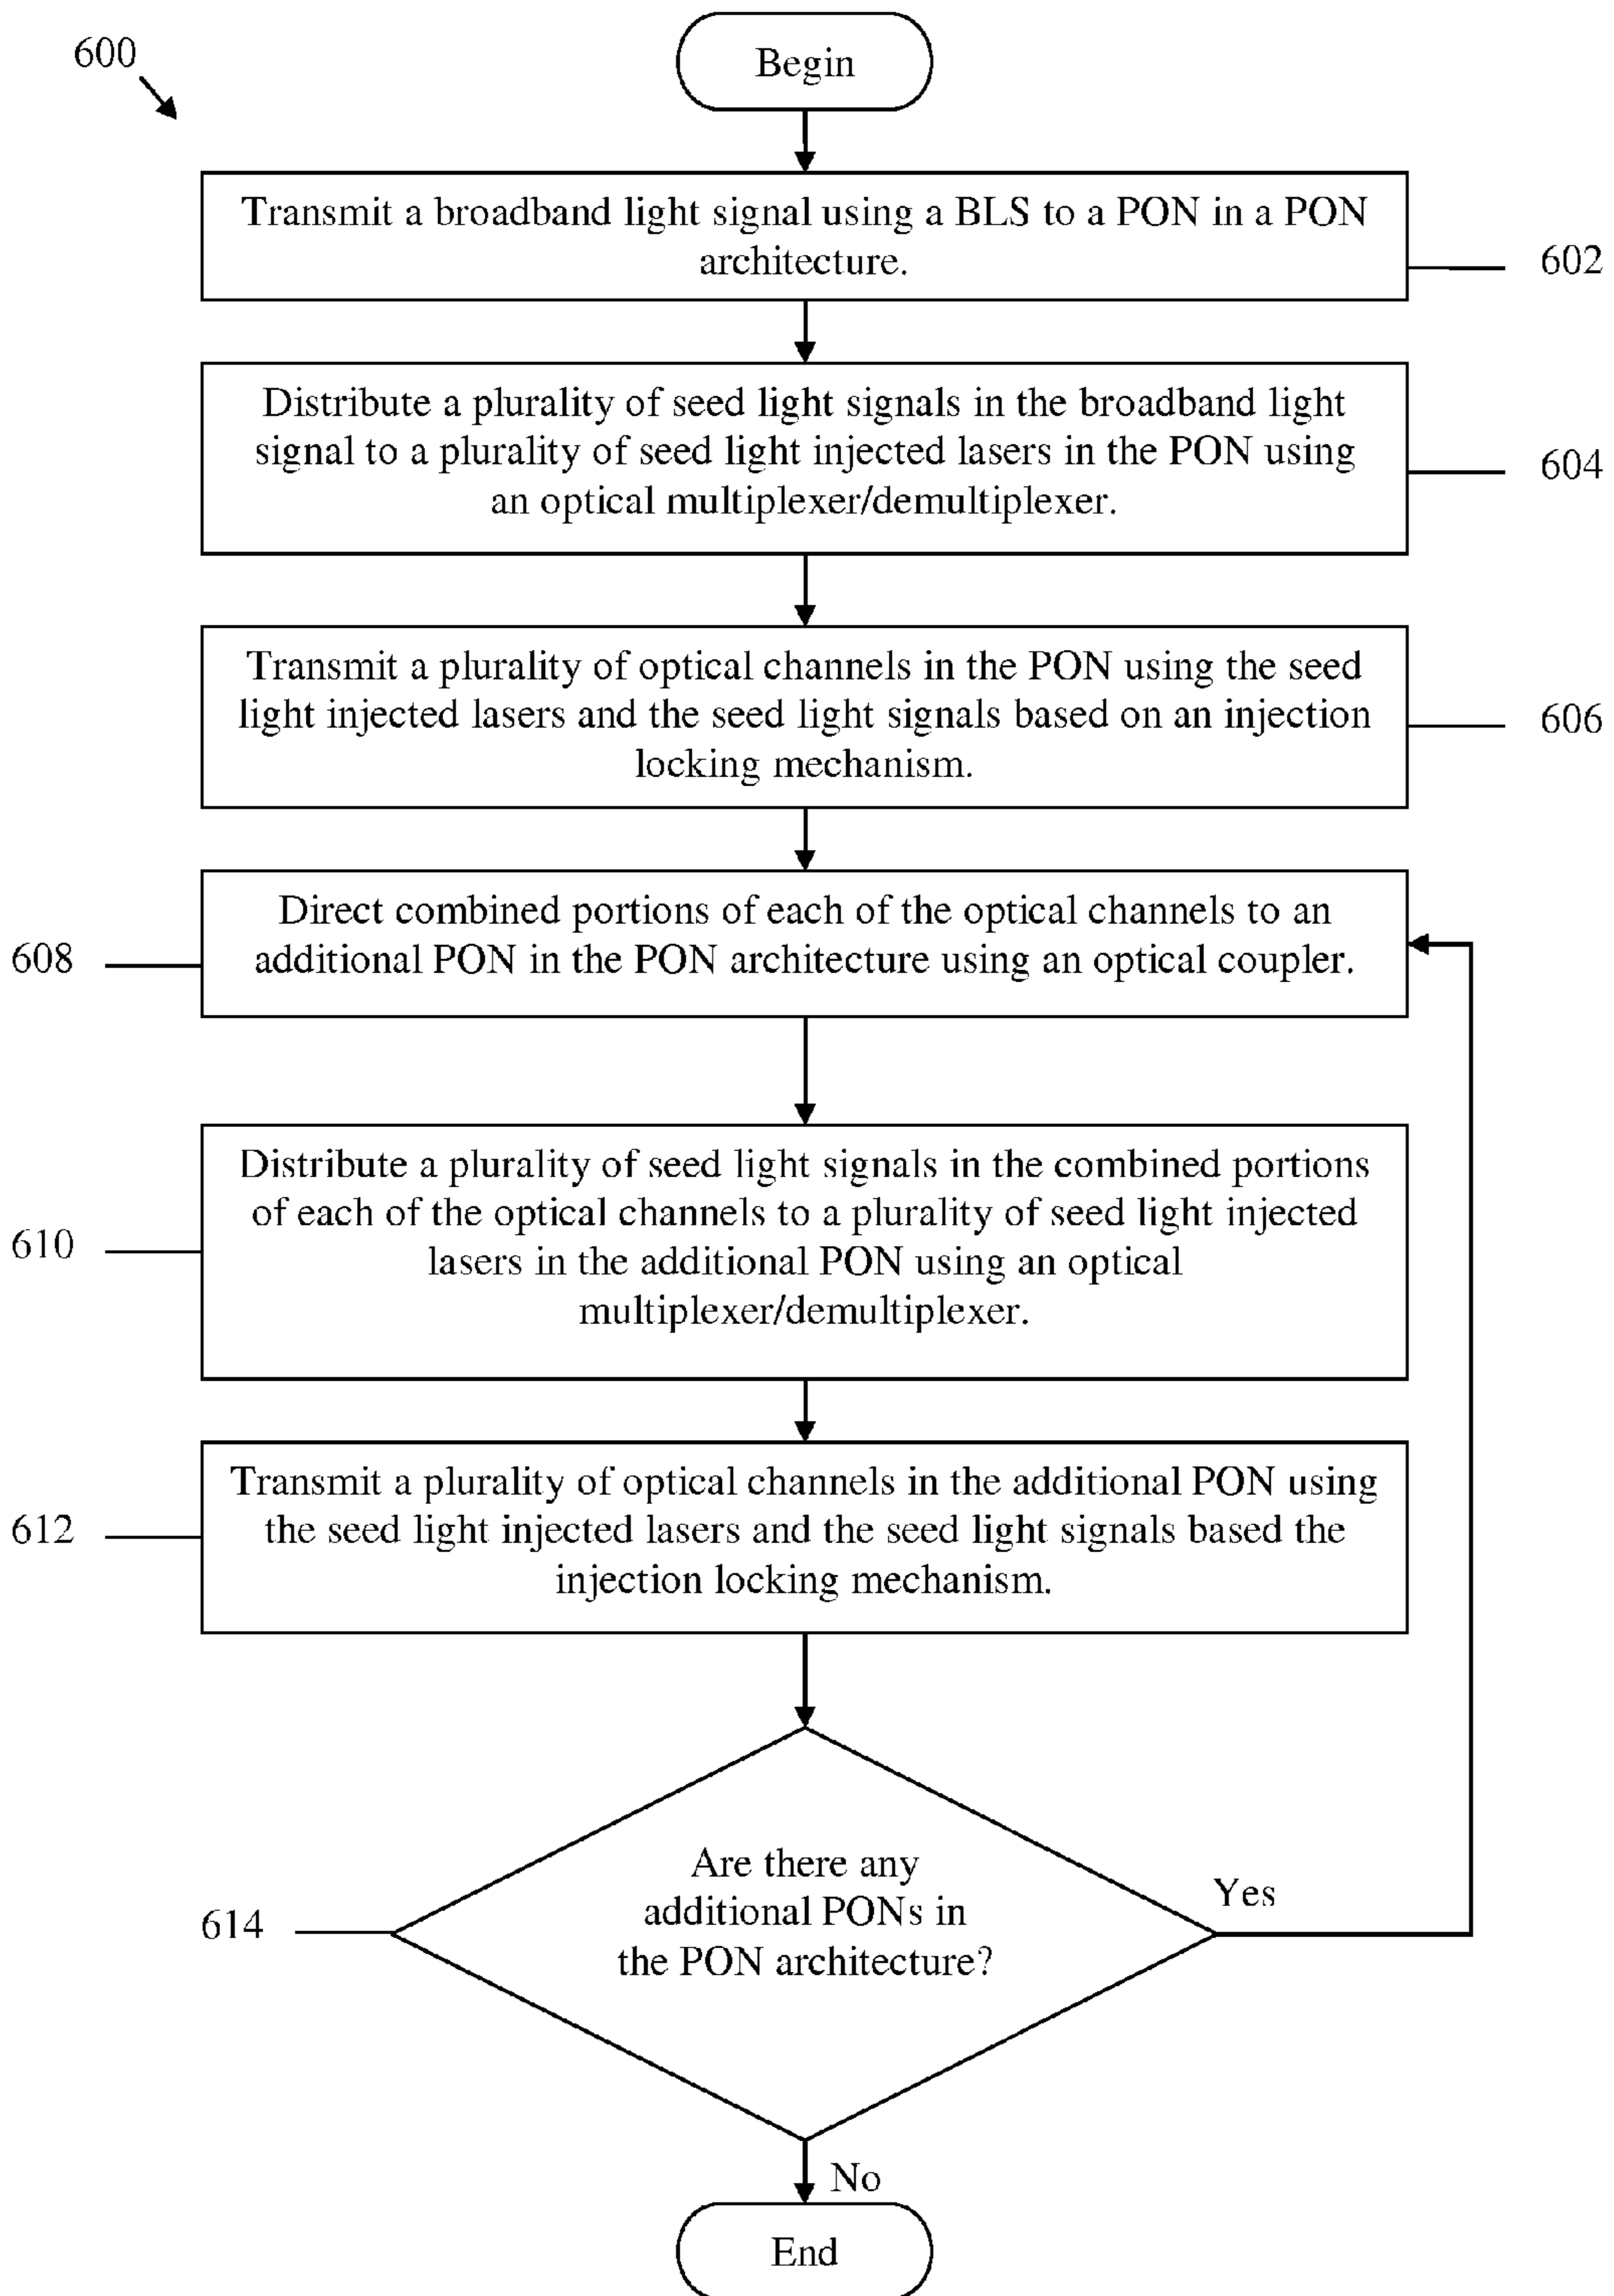 600
Begin
Transmit a broadband light signal using a BLS to a PON in a PON
architecture.
602
Distribute a plurality of seed light signals in the broadband light
signal to a plurality of seed light injected lasers in the PON using
an optical multiplexer/demultiplexer.
604
Transmit a plurality of optical channels in the PON using the seed
light injected lasers and the seed light signals based on an injection
locking mechanism.
606
Direct combined portions of each of the optical channels to an
additional PON in the PON architecture using an optical coupler.
608
Distribute a plurality of seed light signals in the combined portions
of each of the optical channels to a plurality of seed light injected
lasers in the additional PON using an optical
multiplexer/demultiplexer.
610
Transmit a plurality of optical channels in the additional PON using
the seed light injected lasers and the seed light signals based the
injection locking mechanism.
612
Are there any
additional PONs in
the PON architecture?
614
Yes
No
End